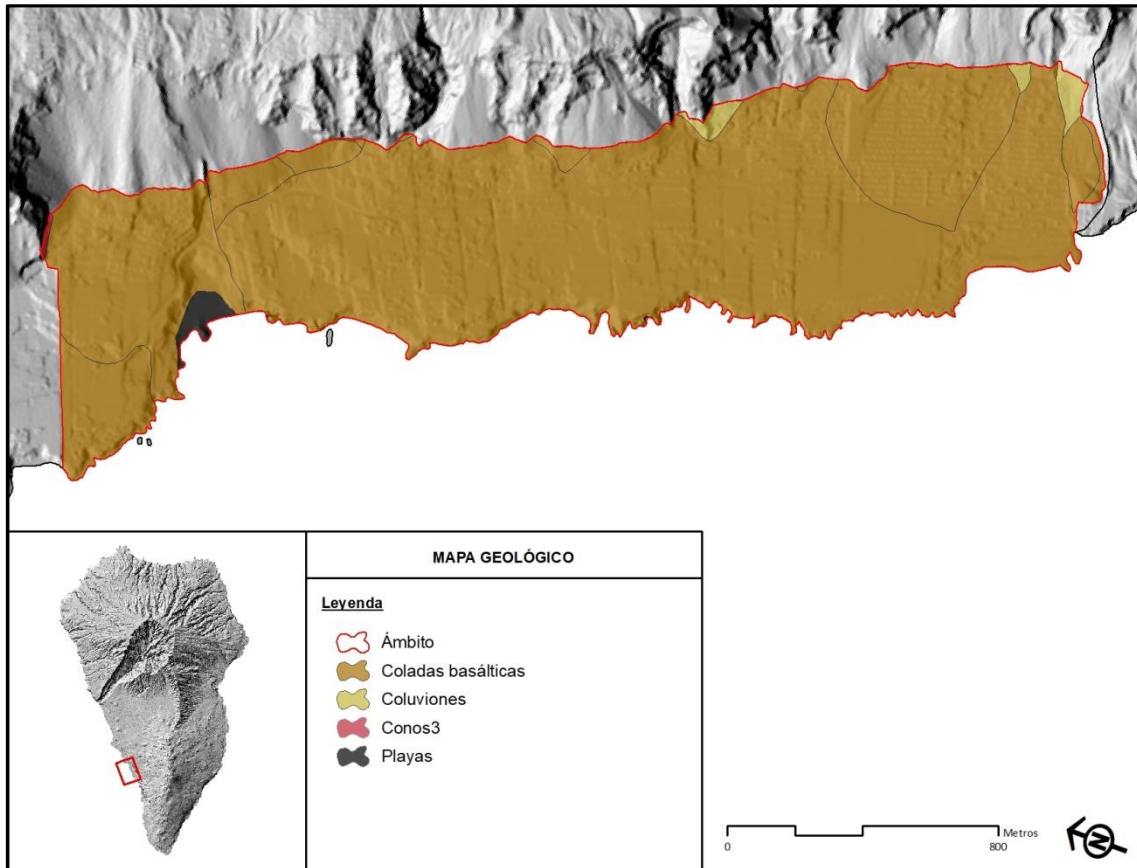 MAPA GEOLÓGICO
Leyenda
Ámbito
Coladas basálticas
Coluviones
Conos3
Playas
Metros
0 800
N